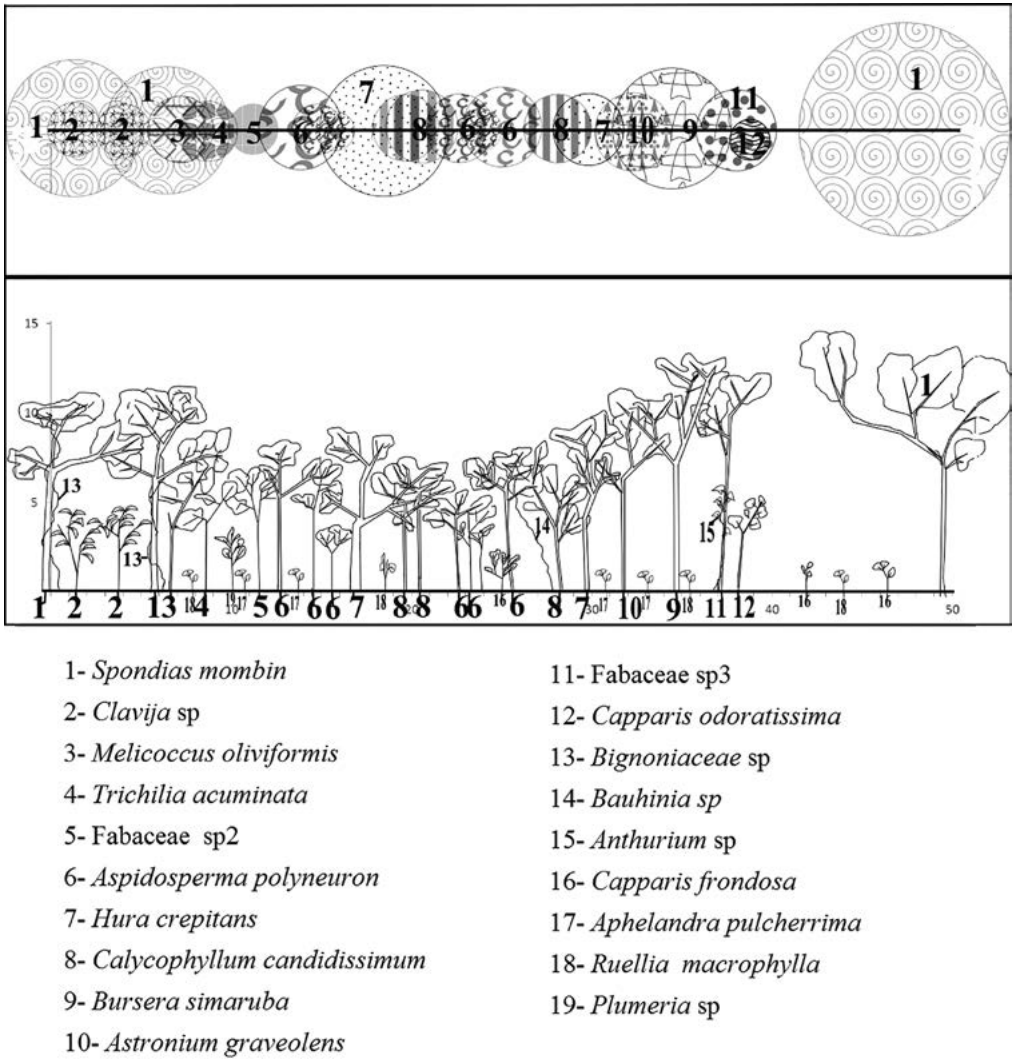 1 2 2 1 3 4 5 6 7 8 6 6 8 7 10 9 11 12 1
15
10
5
13
13
14
15
1
1 2 2 1 3 18 4 19 10 17 5 6 17 6 6 7 18 8 20 8 6 6 16 6 8 7 30 17 10 17 9 18 11 12 40 16 18 16 50
1- Spondias mombin
2- Clavija sp
3- Melicoccus oliviformis
4- Trichilia acuminata
5- Fabaceae sp2
6- Aspidosperma polyneuron
7- Hura crepitans
8- Calycophyllum candidissimum
9- Bursera simaruba
10- Astronium graveolens
11- Fabaceae sp3
12- Capparis odoratissima
13- Bignoniaceae sp
14- Bauhinia sp
15- Anthurium sp
16- Capparis frondosa
17- Aphelandra pulcherrima
18- Ruellia macrophylla
19- Plumeria sp